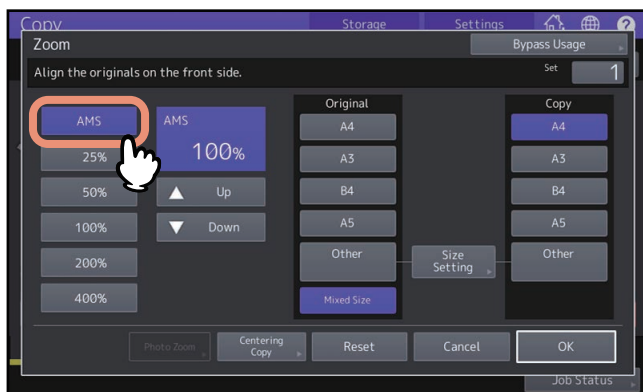 Copy
Storage
Settings
?
Zoom
Bypass Usage
Align the originals on the front side.
Set
1
AMS
25%
50%
100%
200%
400%
AMS
100%
Up
Down
Original
A4
A3
B4
A5
Other
Mixed Size
Size
Setting
Copy
A4
A3
B4
A5
Other
Photo Zoom
Centering
Copy
Reset
Cancel
OK
Job Status